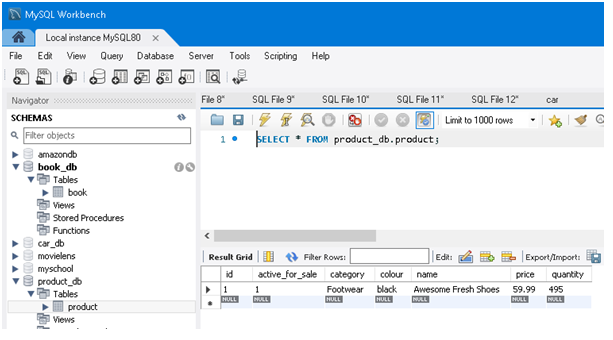 MySQL Workbench
Local instance MySQL80
File Edit View Query Database Server Tools Scripting Help
Navigator
SCHEMAS
Filter objects
amazondb
book_db
Tables
book
Views
Stored Procedures
Functions
car_db
movielens
myschool
product_db
Tables
product
Views
File 8* SQL File 9* SQL File 10* SQL File 11* SQL File 12* car
Limit to 1000 rows
1 SELECT * FROM product_db.product;
Result Grid Filter Rows: Edit: Export/Import:
id active_for_sale category colour name price quantity
1 1 Footwear black Awesome Fresh Shoes 59.99 495
NULL NULL NULL NULL NULL NULL NULL